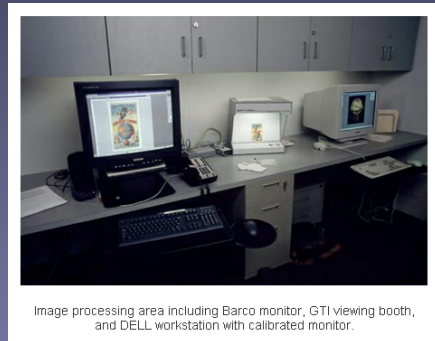 Image processing area including Barco monitor, GTI viewing booth,
and DELL workstation with calibrated monitor.